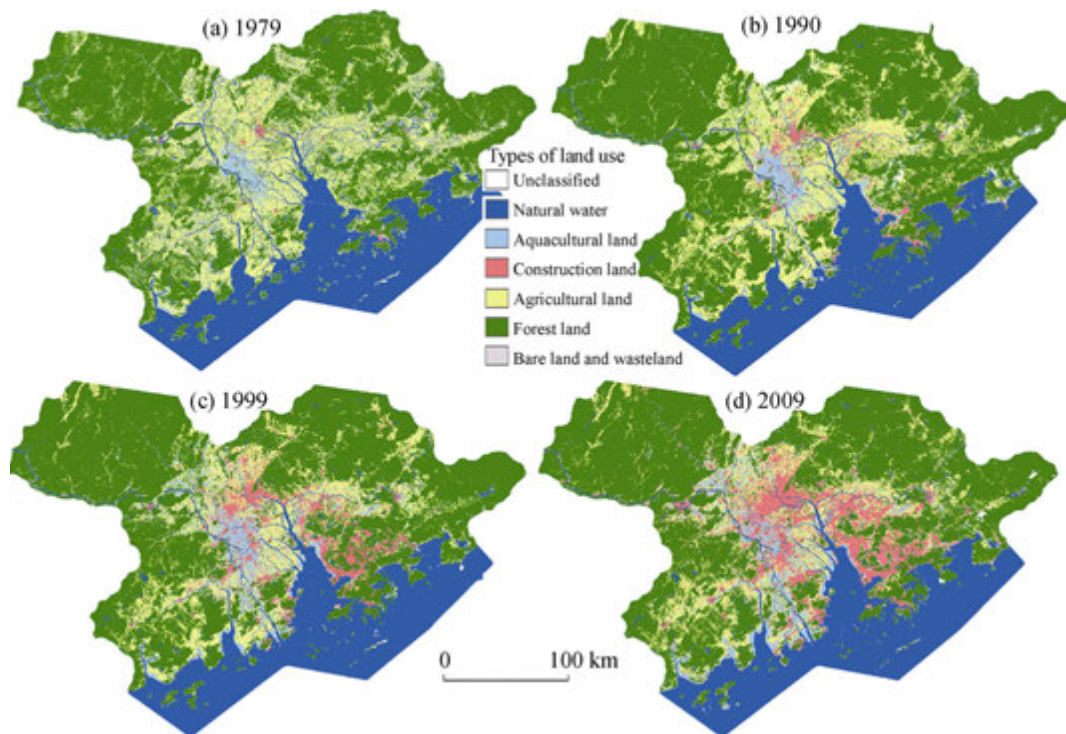 (a) 1979
(b) 1990
Types of land use
Unclassified
Natural water
Aquacultural land
Construction land
Agricultural land
Forest land
Bare land and wasteland
(c) 1999
(d) 2009
0 100 km